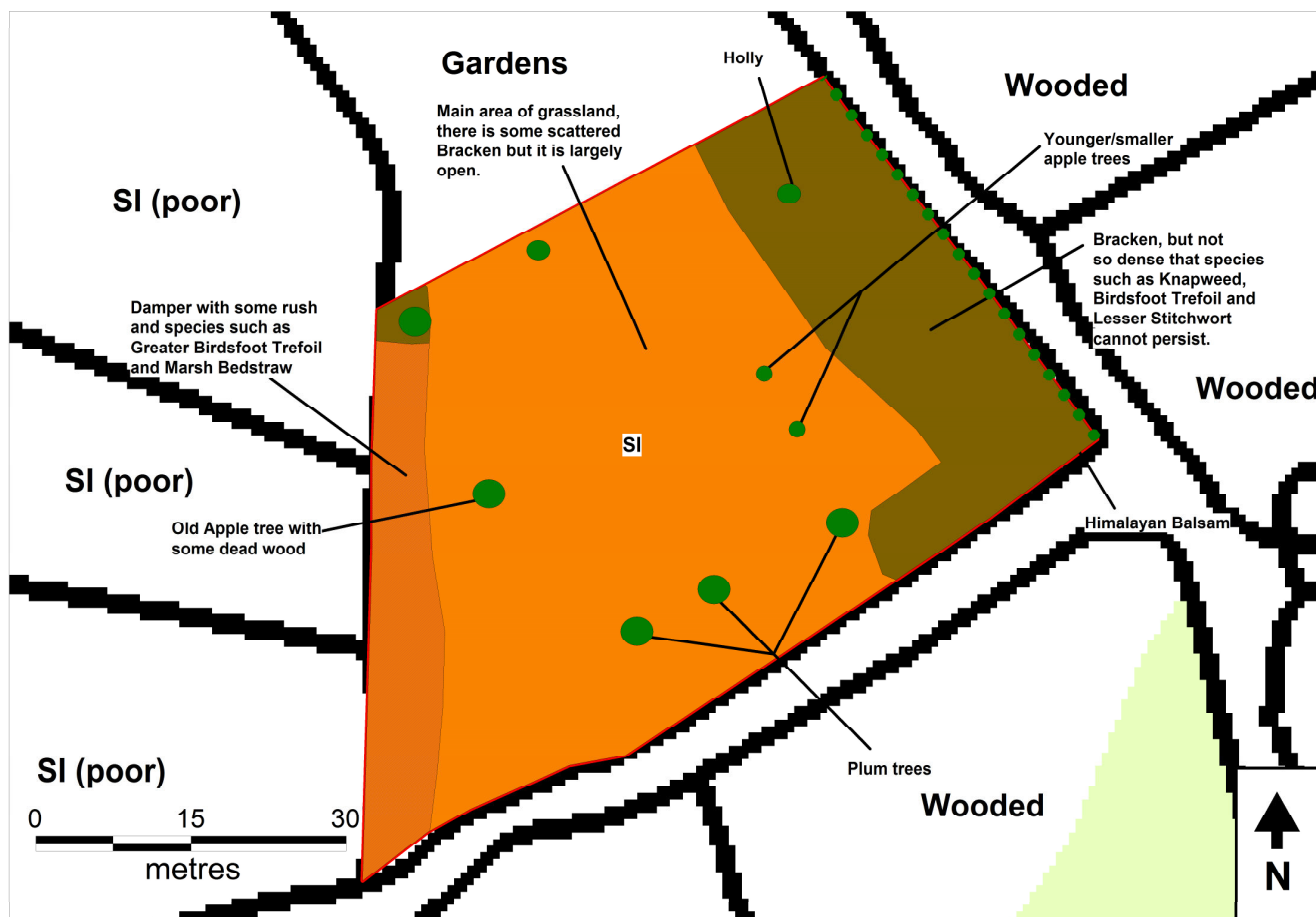 Gardens
Holly
Wooded
Main area of grassland,
there is some scattered
Bracken but it is largely
open.
Younger/smaller
apple trees
SI (poor)
Bracken, but not
so dense that species
such as Knapweed,
Birdsfoot Trefoil and
Lesser Stitchwort
cannot persist.
Damper with some rush
and species such as
Greater Birdsfoot Trefoil
and Marsh Bedstraw
Wooded
SI
SI (poor)
Old Apple tree with
some dead wood
Himalayan Balsam
SI (poor)
Plum trees
Wooded
0 15 30
metres
N